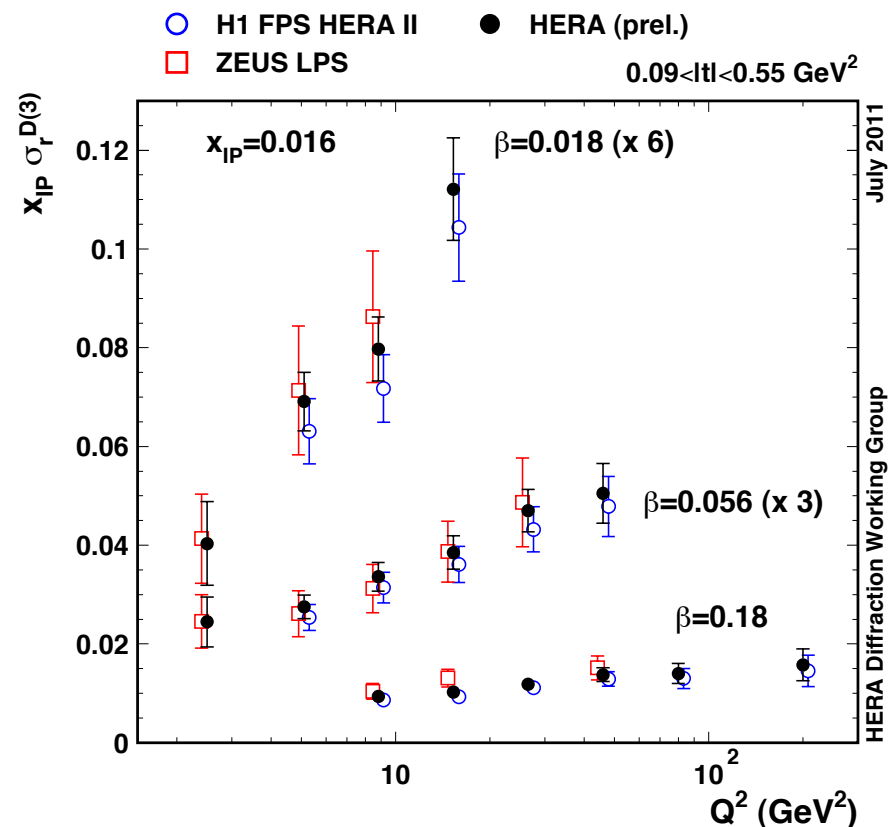 H1 FPS HERA II
HERA (prel.)
ZEUS LPS
0.09<|t|<0.55 GeV²
x_IP σ_r^D(3)
x_IP=0.016
β=0.018 (x 6)
β=0.056 (x 3)
β=0.18
0.12
0.1
0.08
0.06
0.04
0.02
0
10
10²
Q² (GeV²)
HERA Diffraction Working Group
July 2011